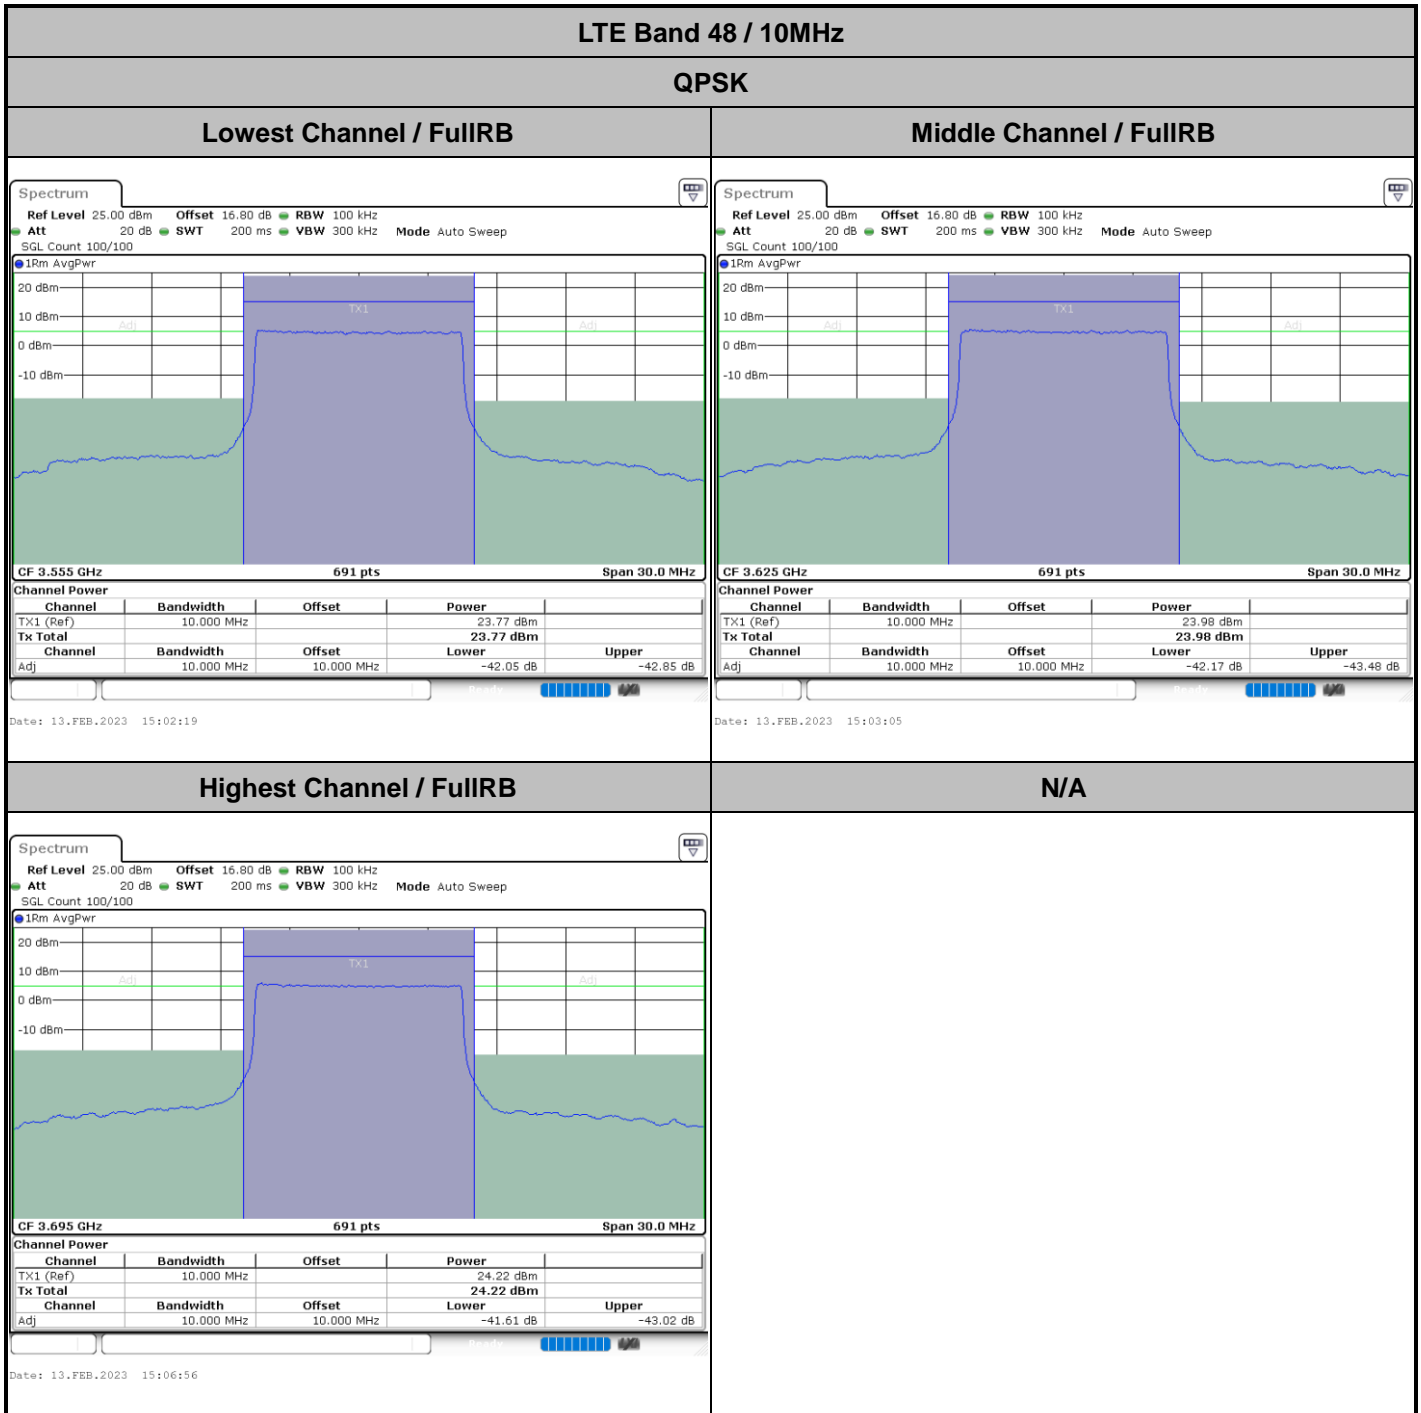 LTE Band 48 / 10MHz
QPSK
Lowest Channel / FullRB
Middle Channel / FullRB
Spectrum
Ref Level 25.00 dBm Offset 16.80 dB RBW 100 kHz
Att 20 dB SWT 200 ms VBW 300 kHz Mode Auto Sweep
SGL Count 100/100
1Rm AvgPwr
20 dBm
TX1
10 dBm
Adj
Adj
0 dBm
-10 dBm
CF 3.555 GHz 691 pts Span 30.0 MHz
Channel Power
Channel Bandwidth Offset Power
TX1 (Ref) 10.000 MHz 23.77 dBm
Tx Total 23.77 dBm
Channel Bandwidth Offset Lower Upper
Adj 10.000 MHz 10.000 MHz -42.05 dB -42.85 dB
Ready
Date: 13.FEB.2023 15:02:19
Spectrum
Ref Level 25.00 dBm Offset 16.80 dB RBW 100 kHz
Att 20 dB SWT 200 ms VBW 300 kHz Mode Auto Sweep
SGL Count 100/100
1Rm AvgPwr
20 dBm
TX1
10 dBm
Adj
Adj
0 dBm
-10 dBm
CF 3.625 GHz 691 pts Span 30.0 MHz
Channel Power
Channel Bandwidth Offset Power
TX1 (Ref) 10.000 MHz 23.98 dBm
Tx Total 23.98 dBm
Channel Bandwidth Offset Lower Upper
Adj 10.000 MHz 10.000 MHz -42.17 dB -43.48 dB
Ready
Date: 13.FEB.2023 15:03:05
Highest Channel / FullRB
N/A
Spectrum
Ref Level 25.00 dBm Offset 16.80 dB RBW 100 kHz
Att 20 dB SWT 200 ms VBW 300 kHz Mode Auto Sweep
SGL Count 100/100
1Rm AvgPwr
20 dBm
TX1
10 dBm
Adj
Adj
0 dBm
-10 dBm
CF 3.695 GHz 691 pts Span 30.0 MHz
Channel Power
Channel Bandwidth Offset Power
TX1 (Ref) 10.000 MHz 24.22 dBm
Tx Total 24.22 dBm
Channel Bandwidth Offset Lower Upper
Adj 10.000 MHz 10.000 MHz -41.61 dB -43.02 dB
Ready
Date: 13.FEB.2023 15:06:56